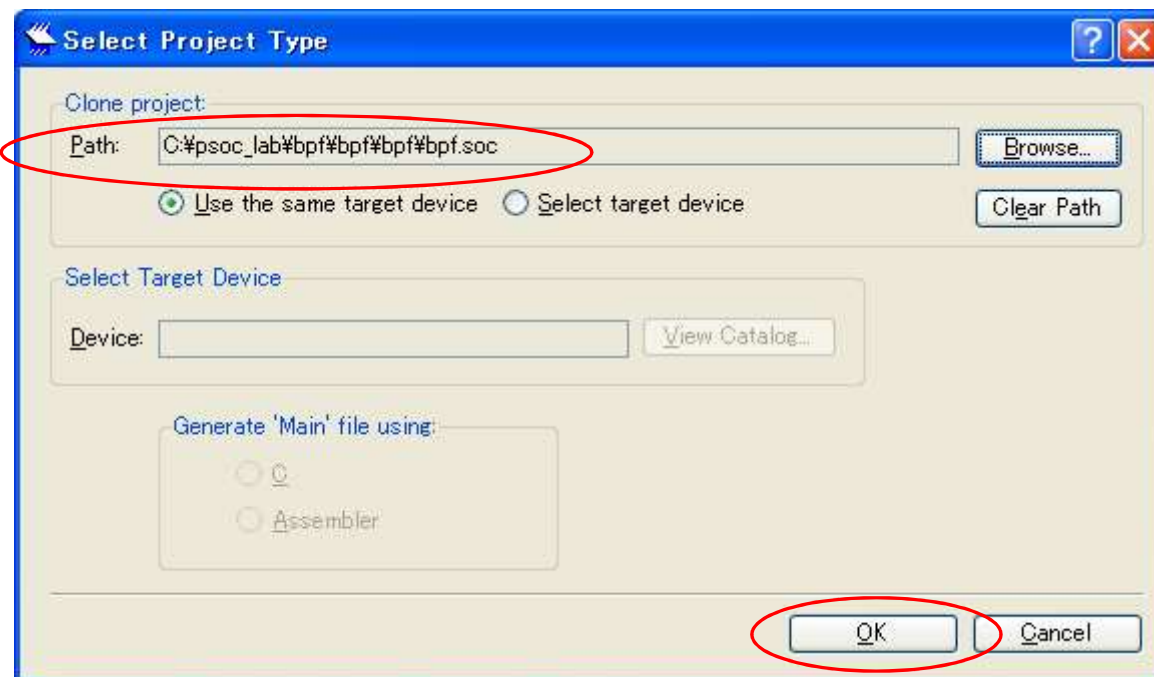 Select Project Type
Clone project:
Path: C:¥psoc_lab¥bpf¥bpf¥bpf¥bpf.soc Browse...
Use the same target device Select target device Clear Path
Select Target Device
Device: View Catalog...
Generate 'Main' file using:
C
Assembler
OK Cancel